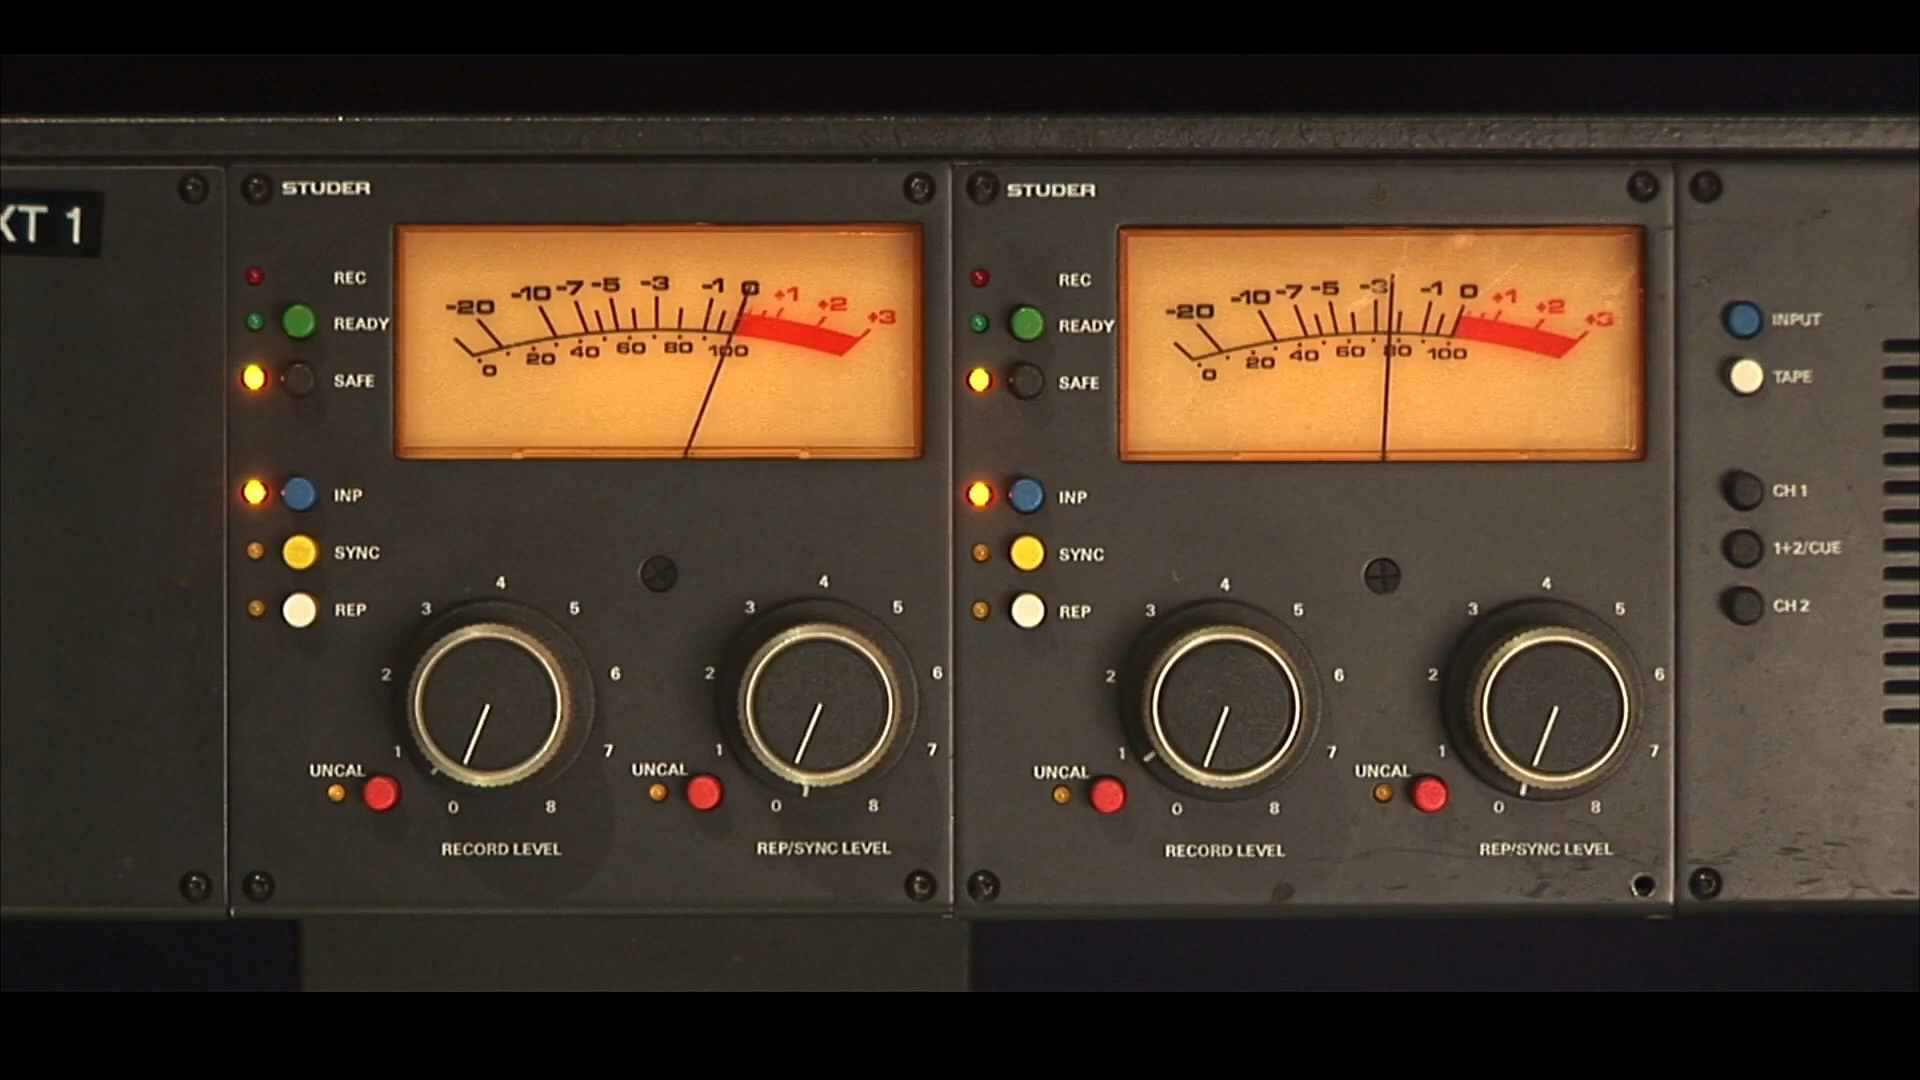 XT 1
STUDER
REC
READY
SAFE
INP
SYNC
REP
-20 -10 -7 -5 -3 -1 0 +1 +2 +3
0 20 40 60 80 100
0 1 2 3 4 5 6 7 8
UNCAL
RECORD LEVEL
0 1 2 3 4 5 6 7 8
UNCAL
REP/SYNC LEVEL
STUDER
REC
READY
SAFE
INP
SYNC
REP
-20 -10 -7 -5 -3 -1 0 +1 +2 +3
0 20 40 60 80 100
0 1 2 3 4 5 6 7 8
UNCAL
RECORD LEVEL
0 1 2 3 4 5 6 7 8
UNCAL
REP/SYNC LEVEL
INPUT
TAPE
CH 1
1+2/CUE
CH 2